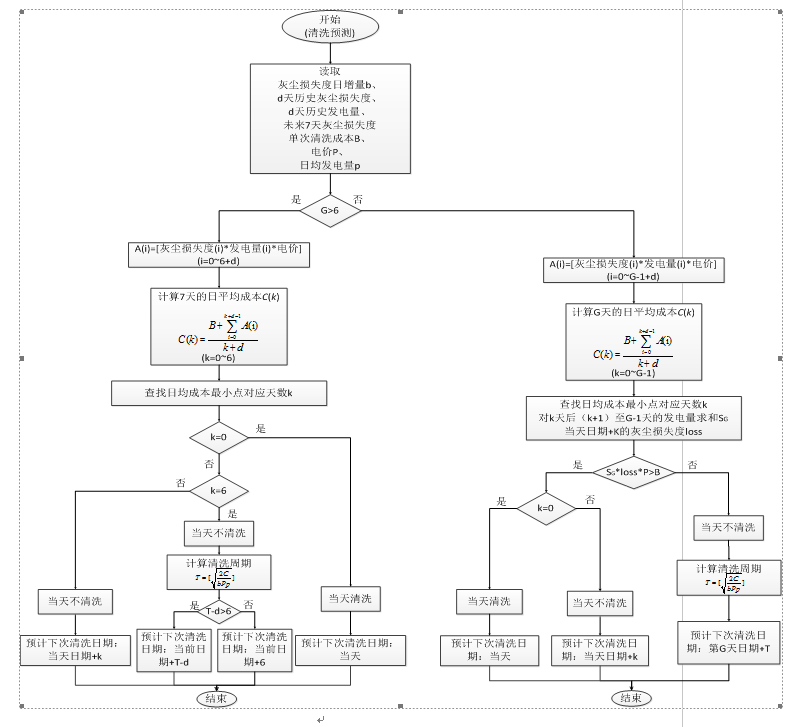 开始
(清洗预测)
读取
灰尘损失度日增量b、
d天历史灰尘损失度、
d天历史发电量、
未来7天灰尘损失度
单次清洗成本B、
电价P、
日均发电量p
是
G>6
否
A(i)=[灰尘损失度(i)*发电量(i)*电价]
(i=0~6+d)
计算7天的日平均成本C(k)
C(k) = (B + ∑_{i=0}^{k+d-1} A(i)) / (k + d)
(k=0~6)
查找日均成本最小点对应天数k
k=0
是
否
k=6
否
是
当天不清洗
计算清洗周期
T = [√(2C/bPp)]
是
T-d>6
否
当天不清洗
当天清洗
预计下次清洗日期：
当天日期+k
预计下次清洗
日期：当前日
期+T-d
预计下次清洗
日期：当前日
期+6
预计下次清洗日期：
当天
结束
A(i)=[灰尘损失度(i)*发电量(i)*电价]
(i=0~G-1+d)
计算G天的日平均成本C(k)
C(k) = (B + ∑_{i=0}^{k+d-1} A(i)) / (k + d)
(k=0~G-1)
查找日均成本最小点对应天数k
对k天后（k+1）至G-1天的发电量求和SG
当天日期+K的灰尘损失度loss
是
SG*loss*P>B
否
是
k=0
否
当天不清洗
计算清洗周期
T = [√(2C/bPp)]
当天清洗
当天不清洗
预计下次清洗日
期：当天
预计下次清洗日
期：当天日期+k
预计下次清洗日
期：第G天日期+T
结束